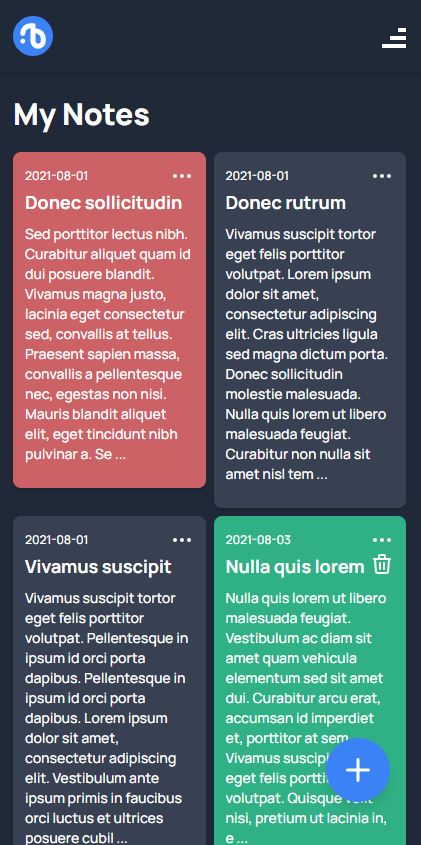 My Notes
2021-08-01
Donec sollicitudin
Sed porttitor lectus nibh.
Curabitur aliquet quam id
dui posuere blandit.
Vivamus magna justo,
lacinia eget consectetur
sed, convallis at tellus.
Praesent sapien massa,
convallis a pellentesque
nec, egestas non nisi.
Mauris blandit aliquet
elit, eget tincidunt nibh
pulvinar a. Se ...
2021-08-01
Donec rutrum
Vivamus suscipit tortor
eget felis porttitor
volutpat. Lorem ipsum
dolor sit amet,
consectetur adipiscing
elit. Cras ultricies ligula
sed magna dictum porta.
Donec sollicitudin
molestie malesuada.
Nulla quis lorem ut libero
malesuada feugiat.
Curabitur non nulla sit
amet nisl tem ...
2021-08-01
Vivamus suscipit
Vivamus suscipit tortor
eget felis porttitor
volutpat. Pellentesque in
ipsum id orci porta
dapibus. Pellentesque in
ipsum id orci porta
dapibus. Lorem ipsum
dolor sit amet,
consectetur adipiscing
elit. Vestibulum ante
ipsum primis in faucibus
orci luctus et ultrices
posuere cubil ...
2021-08-03
Nulla quis lorem
Nulla quis lorem ut libero
malesuada feugiat.
Vestibulum ac diam sit
amet quam vehicula
elementum sed sit amet
dui. Curabitur arcu erat,
accumsan id imperdiet
et, porttitor at sem.
Vivamus
eget felis
volutpat. Quisque velit
nisi, pretium ut lacinia in,
e ...